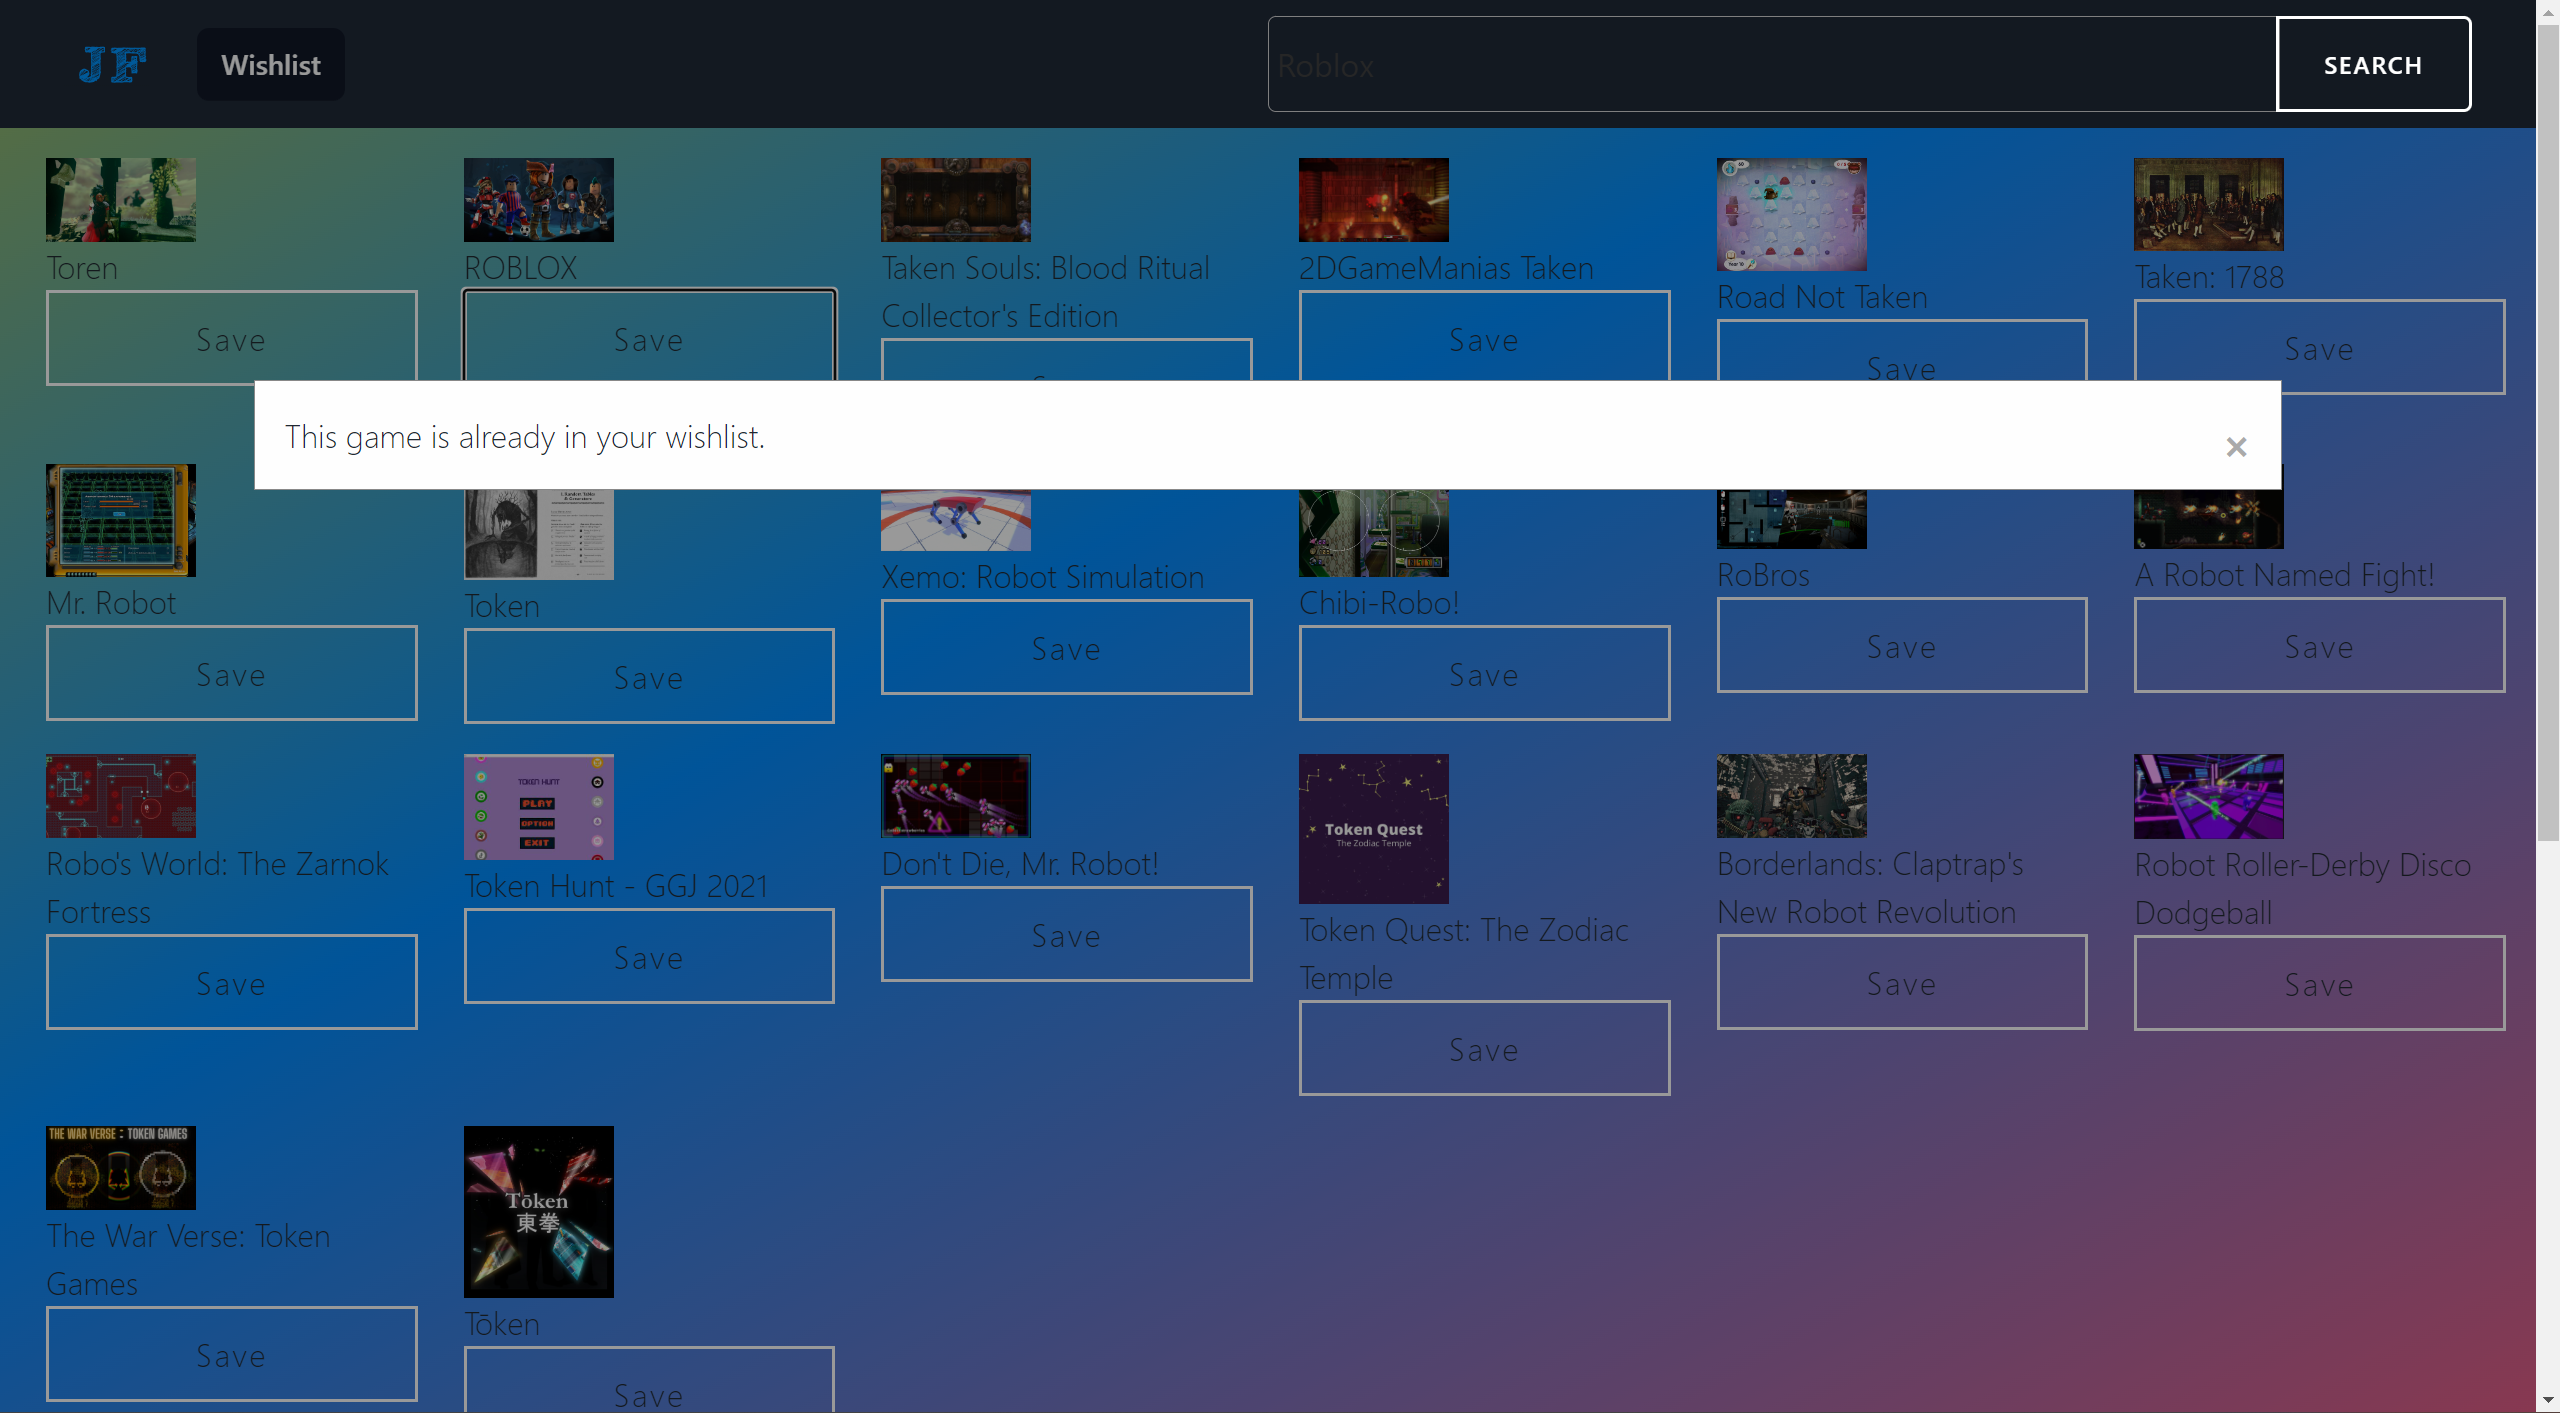 JF
Wishlist
Roblox
SEARCH
Toren
Save
ROBLOX
Save
Taken Souls: Blood Ritual
Collector's Edition
2DGameManias Taken
Save
Road Not Taken
Save
Taken: 1788
Save
This game is already in your wishlist.
×
Mr. Robot
Save
Token
Save
Xemo: Robot Simulation
Save
Chibi-Robo!
Save
RoBros
Save
A Robot Named Fight!
Save
Robo's World: The Zarnok
Fortress
Save
TOKEN HUNT
PLAY
OPTION
EXIT
Token Hunt - GGJ 2021
Save
Don't Die, Mr. Robot!
Save
Token Quest
The Zodiac Temple
Token Quest: The Zodiac
Temple
Save
Borderlands: Claptrap's
New Robot Revolution
Save
Robot Roller-Derby Disco
Dodgeball
Save
THE WAR VERSE : TOKEN GAMES
The War Verse: Token
Games
Save
Tōken
東拳
Tōken
Save